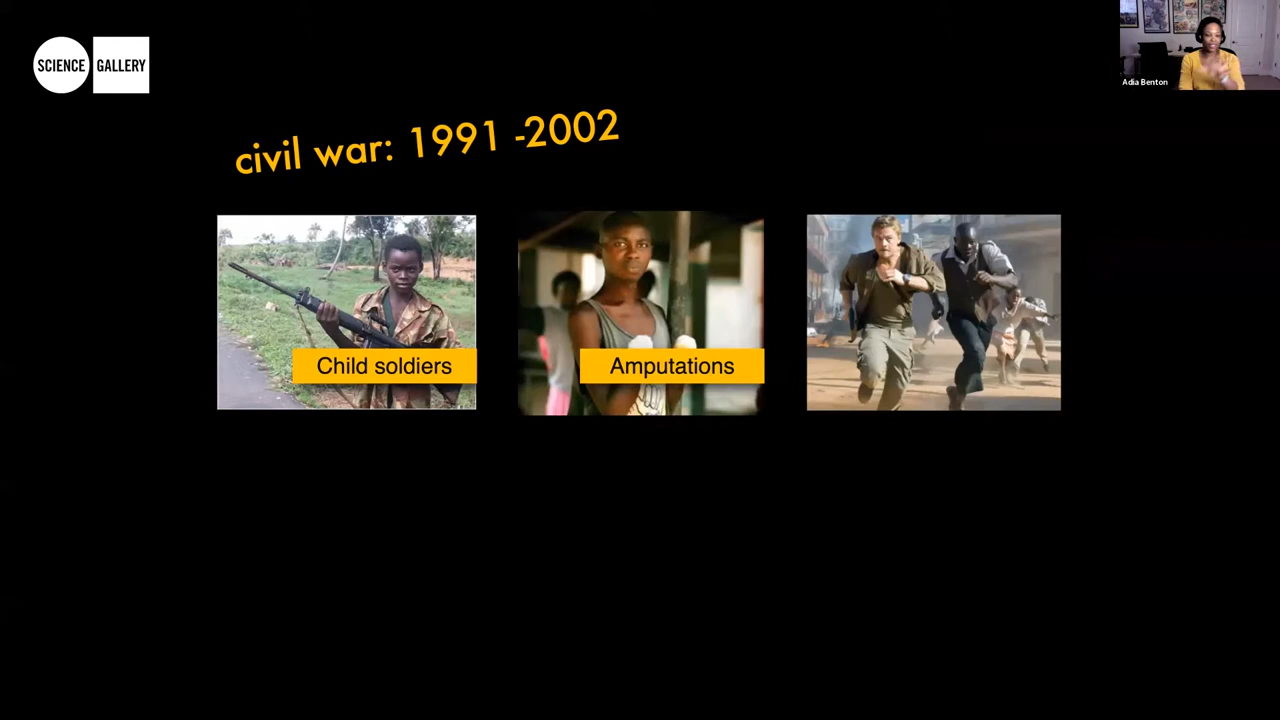 SCIENCE GALLERY
Adia Benton
civil war: 1991 -2002
Child soldiers
Amputations